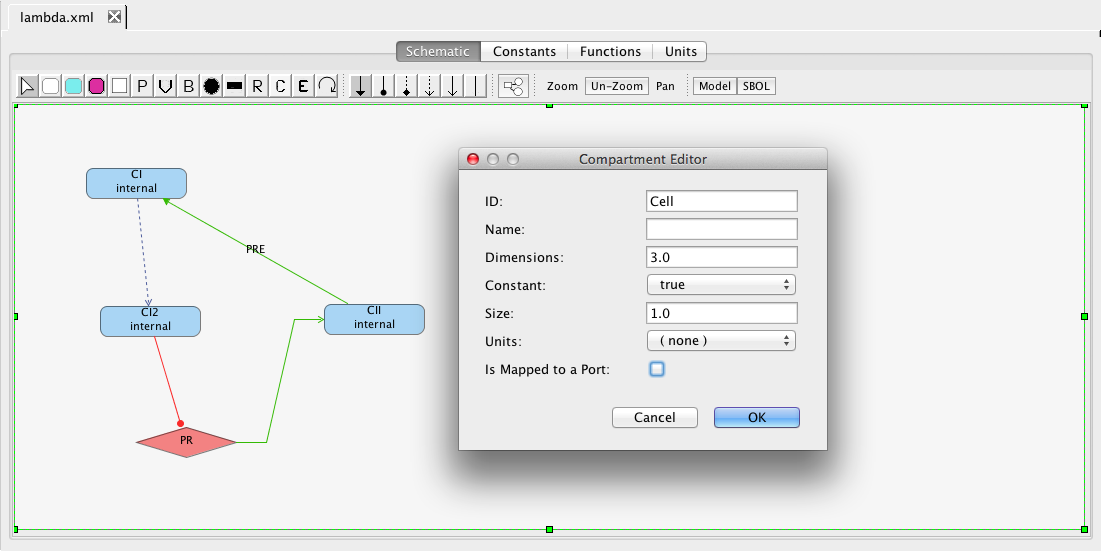 lambda.xml
Schematic Constants Functions Units
P V B R C E Zoom Un-Zoom Pan Model SBOL
CI
internal
PRE
CI2
internal
CII
internal
PR
Compartment Editor
ID: Cell
Name:
Dimensions: 3.0
Constant: true
Size: 1.0
Units: ( none )
Is Mapped to a Port:
Cancel OK